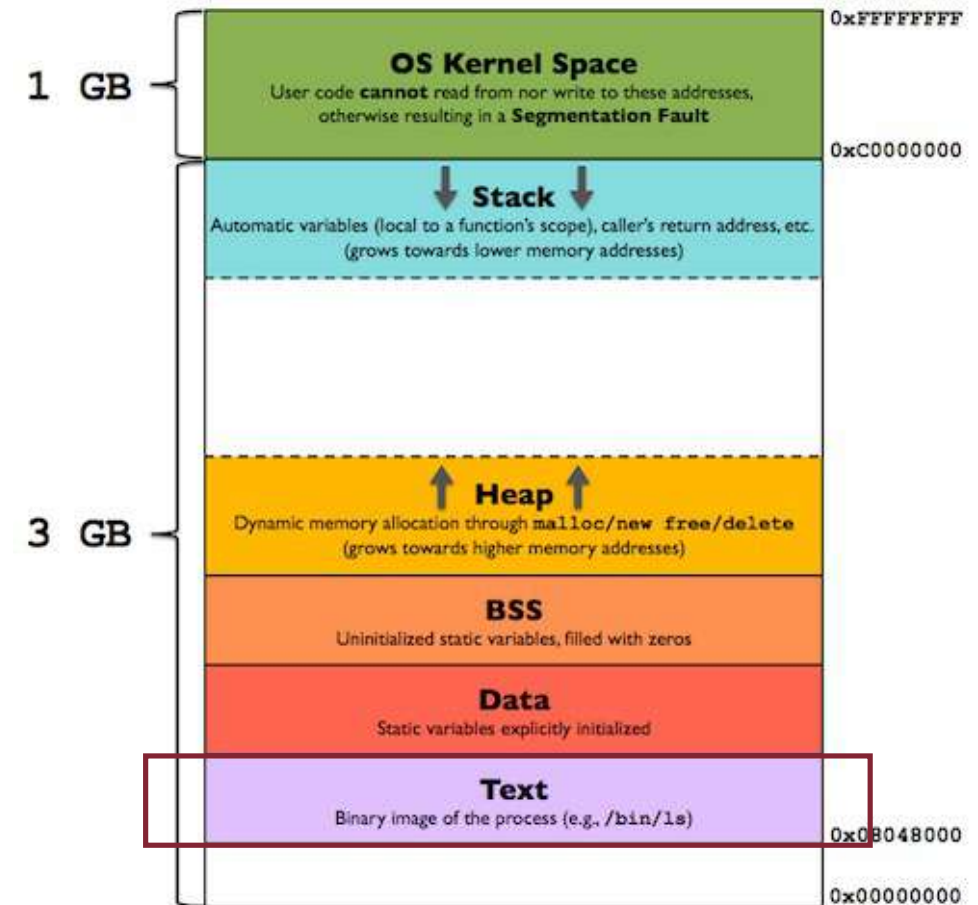 0xFFFFFFFF
1 GB
OS Kernel Space
User code cannot read from nor write to these addresses,
otherwise resulting in a Segmentation Fault
0xC0000000
Stack
Automatic variables (local to a function's scope), caller's return address, etc.
(grows towards lower memory addresses)
3 GB
Heap
Dynamic memory allocation through malloc/new free/delete
(grows towards higher memory addresses)
BSS
Uninitialized static variables, filled with zeros
Data
Static variables explicitly initialized
Text
Binary image of the process (e.g., /bin/ls)
0x08048000
0x00000000